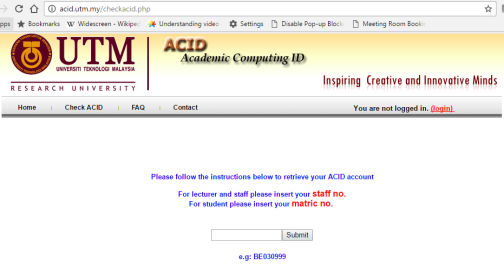 acid.utm.my/checkacid.php
pps Bookmarks W Widescreen - Wikiped Understanding video Settings Disable Pop-up Block Meeting Room Bookin
UTM
UNIVERSITI TEKNOLOGI MALAYSIA
RESEARCH UNIVERSITY
ACID
Academic Computing ID
Inspiring Creative and Innovative Minds
Home Check ACID FAQ Contact You are not logged in. (login)
Please follow the instructions below to retrieve your ACID account
For lecturer and staff please insert your staff no.
For student please insert your matric no.
Submit
e.g: BE030999